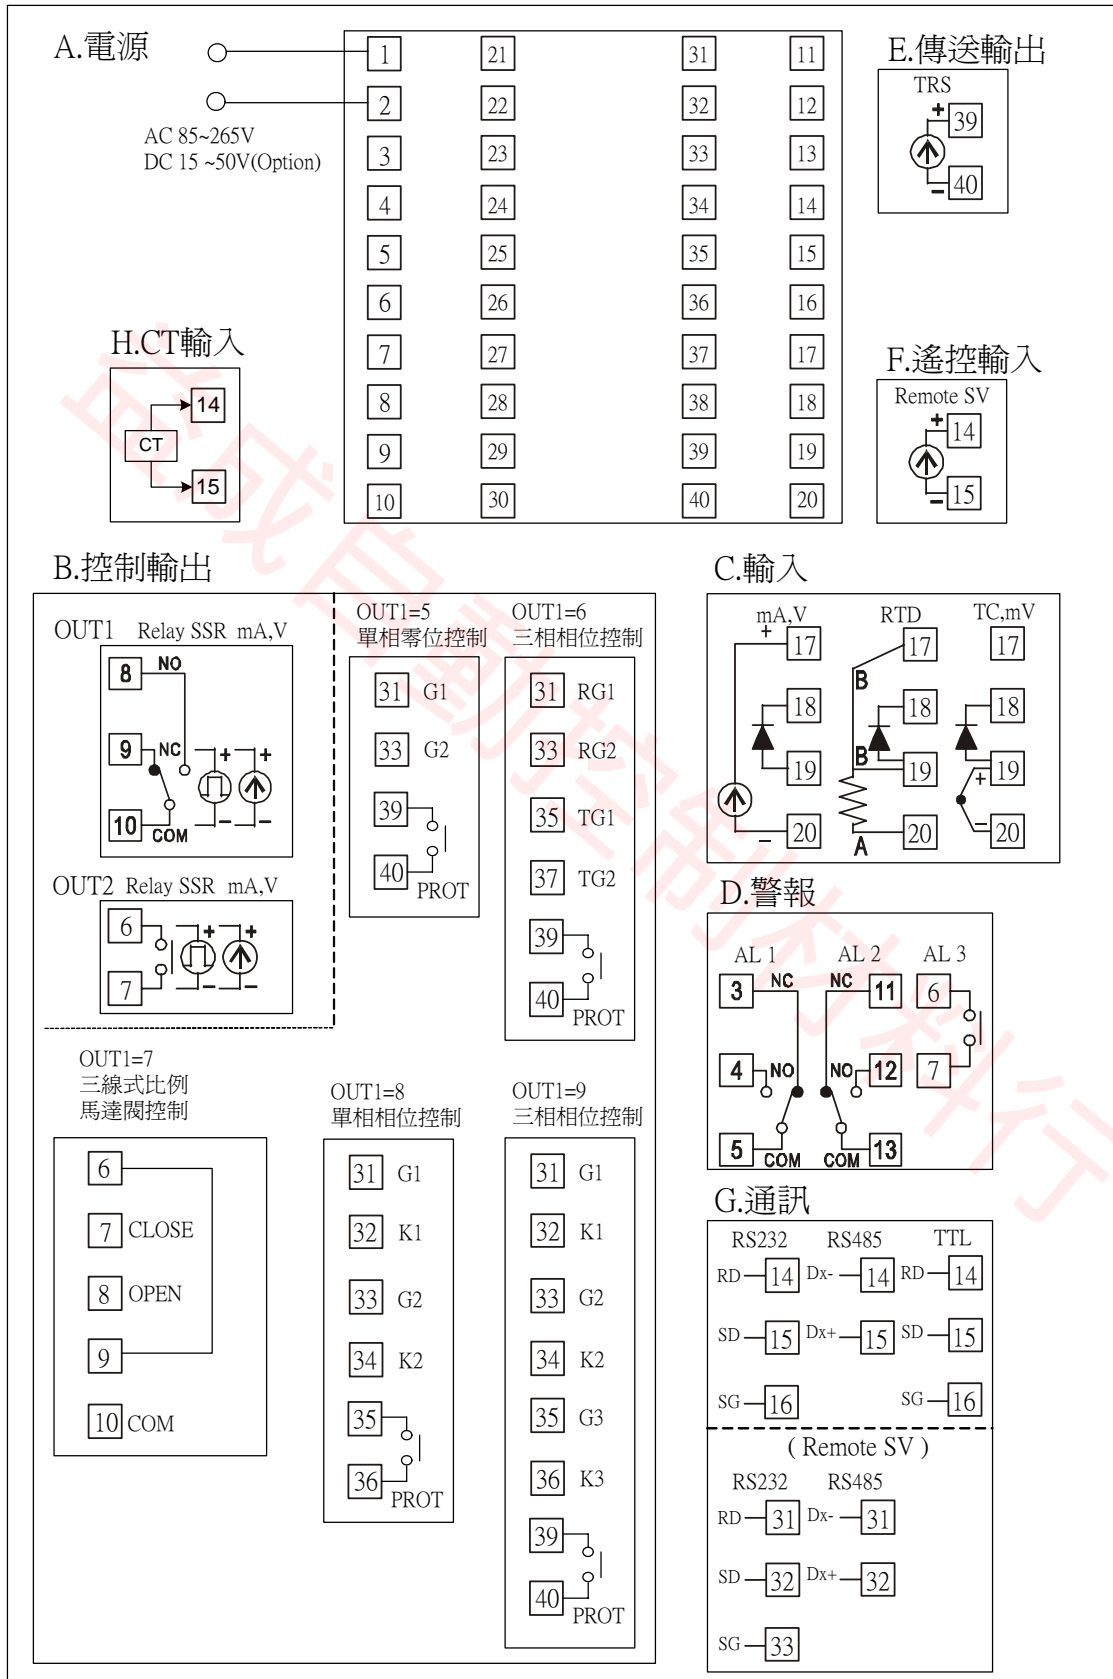 A.電源
AC 85~265V
DC 15 ~50V(Option)
1 21 31 11
2 22 32 12
3 23 33 13
4 24 34 14
5 25 35 15
6 26 36 16
7 27 37 17
8 28 38 18
9 29 39 19
10 30 40 20
E.傳送輸出
TRS
+ 39
- 40
H.CT輸入
CT
14
15
F.遙控輸入
Remote SV
+ 14
- 15
B.控制輸出
OUT1 Relay SSR mA,V
8 NO
9 NC + +
10 COM - -
OUT2 Relay SSR mA,V
6 + +
7 - -
OUT1=5
單相零位控制
31 G1
33 G2
39
40 PROT
OUT1=6
三相相位控制
31 RG1
33 RG2
35 TG1
37 TG2
39
40 PROT
OUT1=7
三線式比例
馬達閥控制
6
7 CLOSE
8 OPEN
9
10 COM
OUT1=8
單相相位控制
31 G1
32 K1
33 G2
34 K2
35
36 PROT
OUT1=9
三相相位控制
31 G1
32 K1
33 G2
34 K2
35 G3
36 K3
39
40 PROT
C.輸入
mA,V RTD TC,mV
+ 17 B 17 17
18 18 18
19 B 19 + 19
- 20 A 20 - 20
D.警報
AL 1 AL 2 AL 3
3 NC NC 11 6
4 NO NO 12 7
5 COM COM 13
G.通訊
RS232 RS485 TTL
RD 14 Dx- 14 RD 14
SD 15 Dx+ 15 SD 15
SG 16 SG 16
( Remote SV )
RS232 RS485
RD 31 Dx- 31
SD 32 Dx+ 32
SG 33
益成自動控制材料行